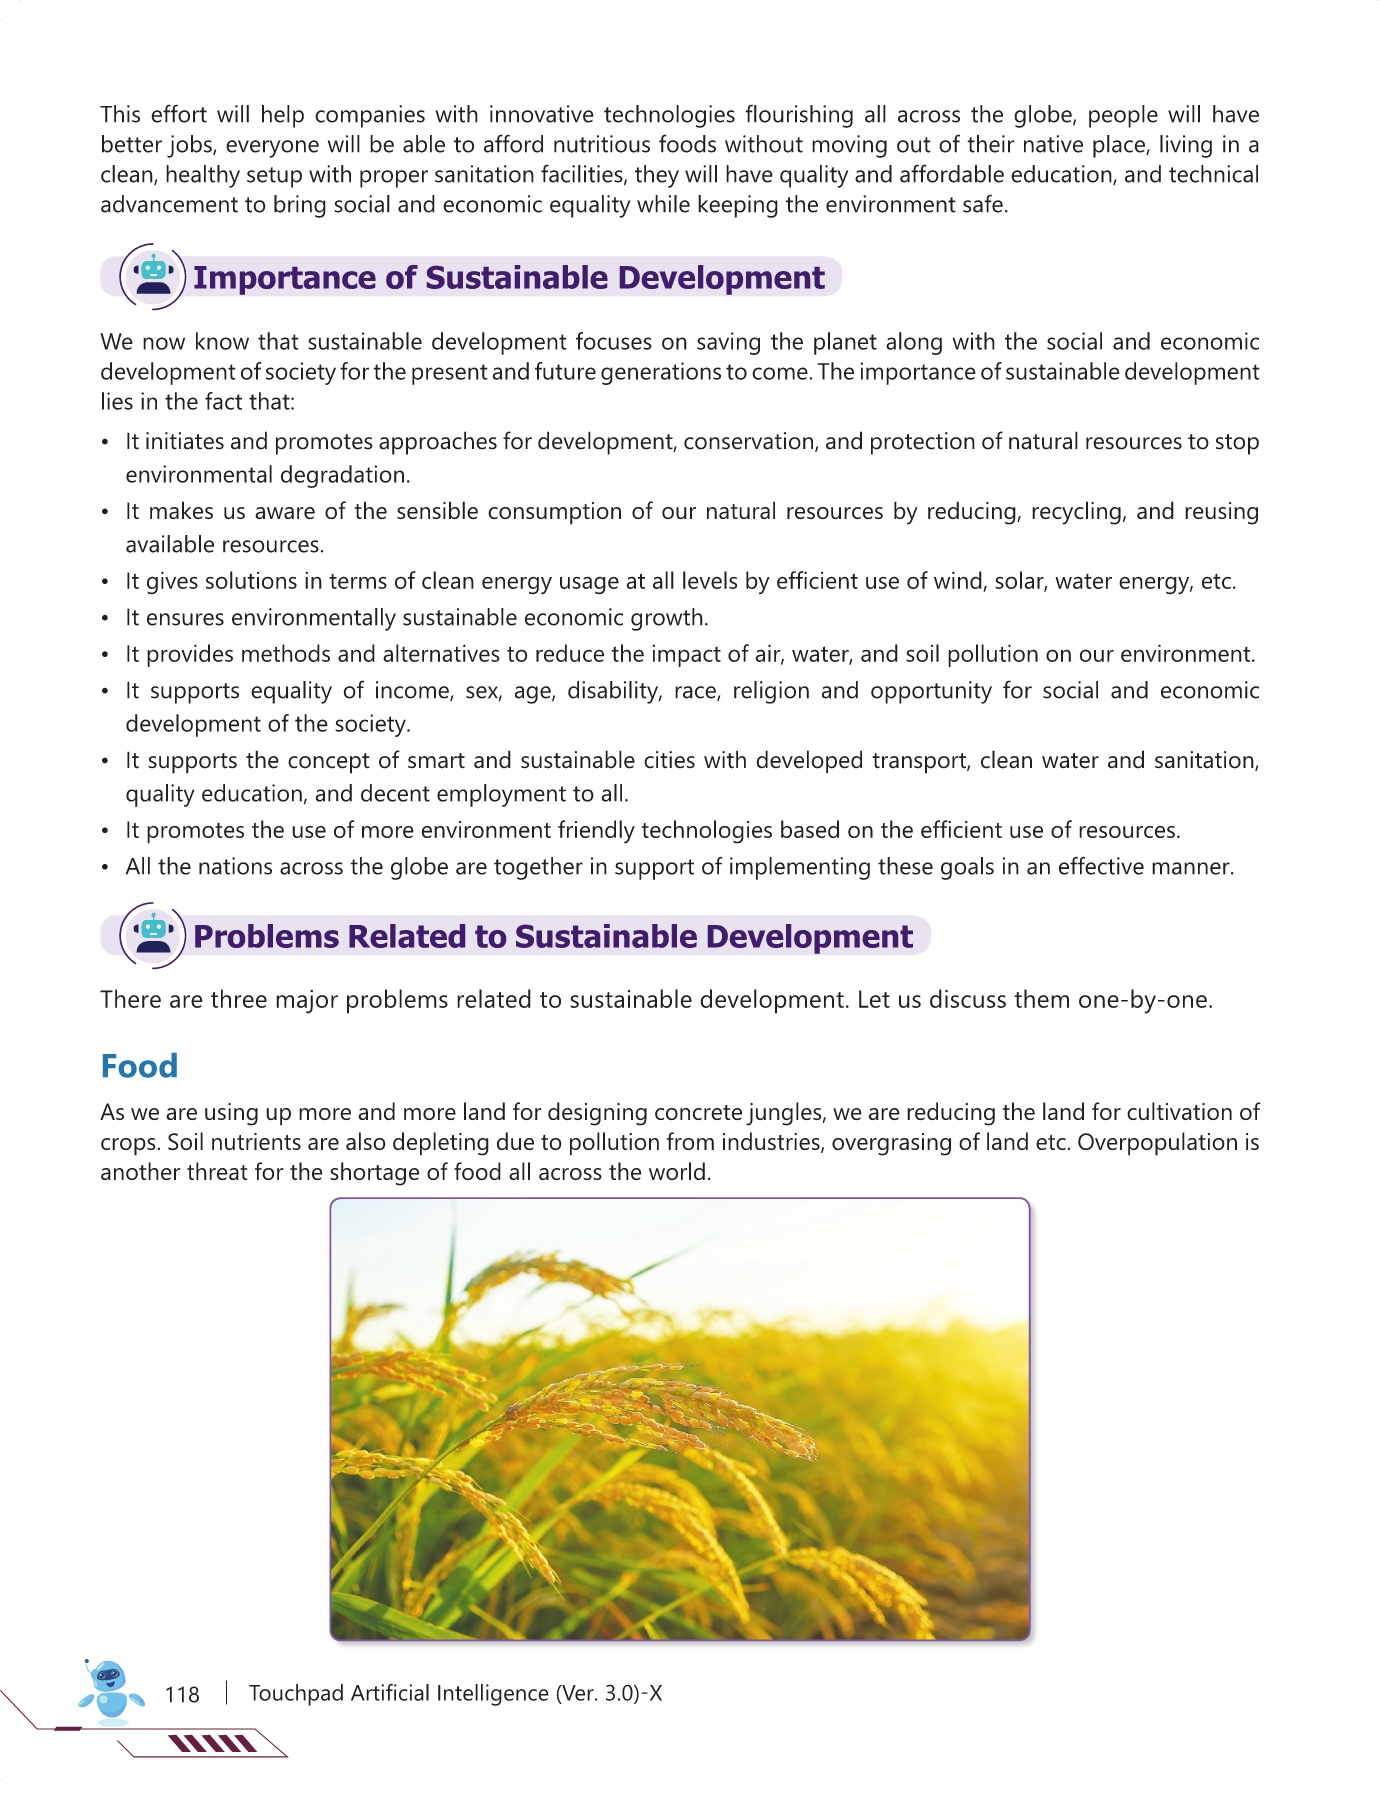 This effort will help companies with innovative technologies flourishing all across the globe, people will have
better jobs, everyone will be able to afford nutritious foods without moving out of their native place, living in a
clean, healthy setup with proper sanitation facilities, they will have quality and affordable education, and technical
advancement to bring social and economic equality while keeping the environment safe.
Importance of Sustainable Development
We now know that sustainable development focuses on saving the planet along with the social and economic
development of society for the present and future generations to come. The importance of sustainable development
lies in the fact that:
• It initiates and promotes approaches for development, conservation, and protection of natural resources to stop
environmental degradation.
• It makes us aware of the sensible consumption of our natural resources by reducing, recycling, and reusing
available resources.
• It gives solutions in terms of clean energy usage at all levels by efficient use of wind, solar, water energy, etc.
• It ensures environmentally sustainable economic growth.
• It provides methods and alternatives to reduce the impact of air, water, and soil pollution on our environment.
• It supports equality of income, sex, age, disability, race, religion and opportunity for social and economic
development of the society.
• It supports the concept of smart and sustainable cities with developed transport, clean water and sanitation,
quality education, and decent employment to all.
• It promotes the use of more environment friendly technologies based on the efficient use of resources.
• All the nations across the globe are together in support of implementing these goals in an effective manner.
Problems Related to Sustainable Development
There are three major problems related to sustainable development. Let us discuss them one-by-one.
Food
As we are using up more and more land for designing concrete jungles, we are reducing the land for cultivation of
crops. Soil nutrients are also depleting due to pollution from industries, overgrasing of land etc. Overpopulation is
another threat for the shortage of food all across the world.
118 | Touchpad Artificial Intelligence (Ver. 3.0)-X